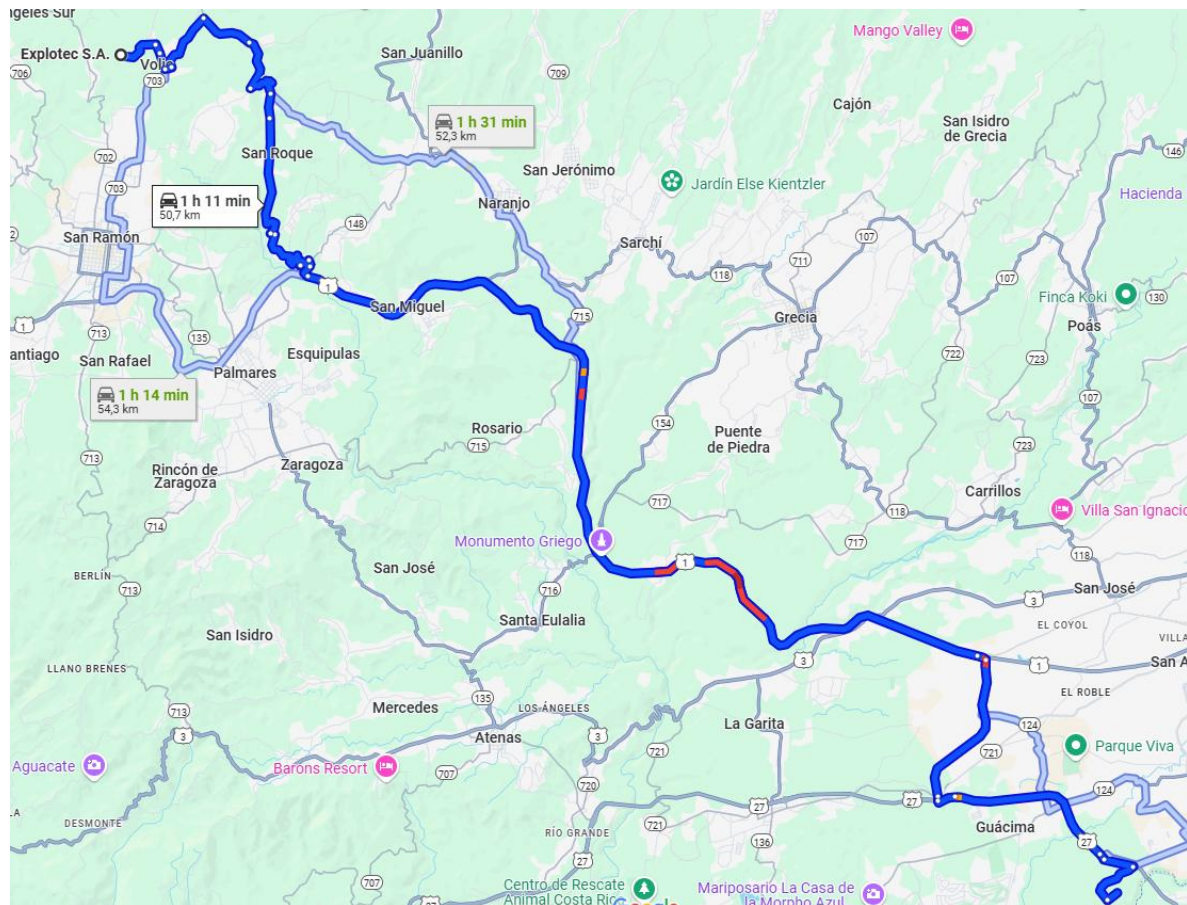 ngeles Sur
Mango Valley
Explotec S.A.
Volio
San Juanillo
706
703
709
Cajón
San Isidro
de Grecia
1 h 31 min
52,3 km
146
702
San Roque
San Jerónimo
Jardín Else Kientzler
Hacienda
703
1 h 11 min
50,7 km
Naranjo
148
San Ramón
Sarchí
107
711
118
107
1
Finca Koki
130
San Miguel
Grecia
Poás
715
1
713
135
antiago
San Rafael
Esquipulas
722
723
Palmares
1 h 14 min
54,3 km
107
Rosario
715
154
Puente
de Piedra
713
723
Zaragoza
Rincón de
Zaragoza
Carrillos
717
118
Villa San Ignacio
714
Monumento Griego
717
118
1
BERLÍN
San José
713
716
San José
3
Santa Eulalia
EL COYOL
San Isidro
VILLA
3
1
San A
LLANO BRENES
EL ROBLE
135
713
Mercedes
LOS ÁNGELES
La Garita
124
3
Atenas
3
721
721
Parque Viva
Aguacate
Barons Resort
707
720
124
27
27
LA
DESMONTE
721
RÍO GRANDE
Guácima
136
27
707
Centro de Rescate
Animal Costa Ric
Mariposario La Casa de
la Morpho Azul
27